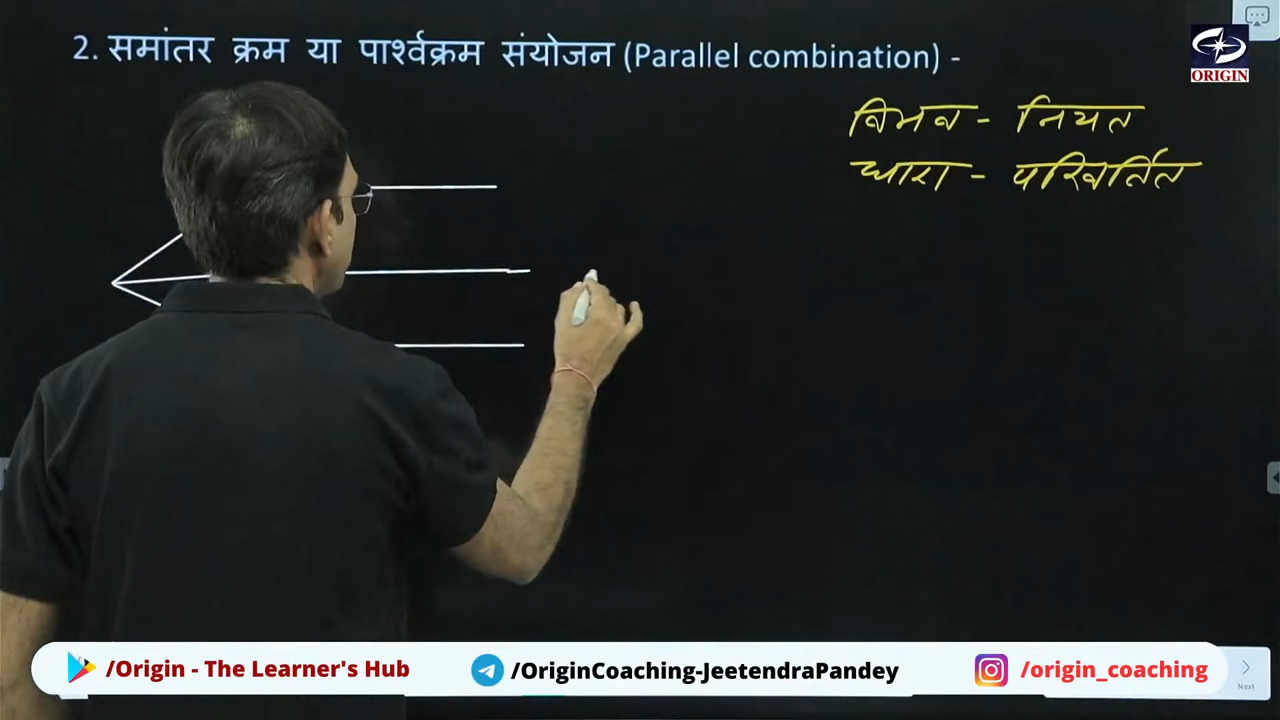 2. समांतर क्रम या पार्श्वक्रम संयोजन (Parallel combination) -
ORIGIN
विभव - नियत
धारा - परिवर्तित
/Origin - The Learner's Hub
/OriginCoaching-JeetendraPandey
/origin_coaching
Next